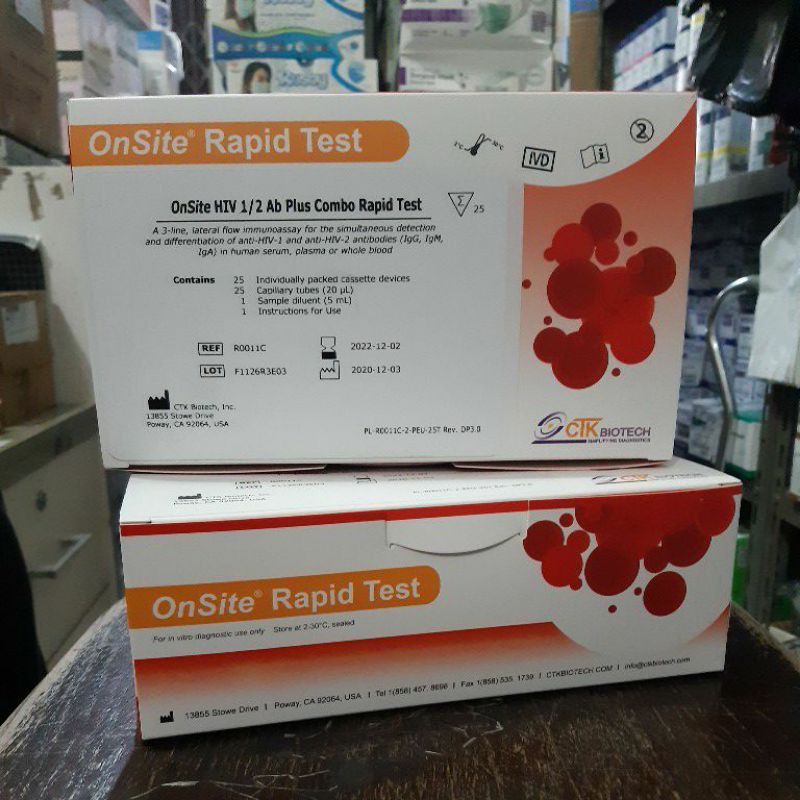 OnSite® Rapid Test
2°C 30°C
IVD
2
OnSite HIV 1/2 Ab Plus Combo Rapid Test
Σ 25
A 3-line, lateral flow immunoassay for the simultaneous detection
and differentiation of anti-HIV-1 and anti-HIV-2 antibodies (IgG, IgM,
IgA) in human serum, plasma or whole blood
Contains 25 Individually packed cassette devices
25 Capillary tubes (20 µL)
1 Sample diluent (5 mL)
1 Instructions for Use
REF R0011C 2022-12-02
LOT F1126R3E03 2020-12-03
CTK Biotech, Inc.
13855 Stowe Drive
Poway, CA 92064, USA
PL-R0011C-2-PEU-25T Rev. DP3.0
CTK BIOTECH
SIMPLIFYING DIAGNOSTICS
OnSite® Rapid Test
For in vitro diagnostic use only Store at 2-30°C, sealed
13855 Stowe Drive I Poway, CA 92064, USA I Tel 1(858) 457. 8698 I Fax 1(858) 535. 1739 I CTKBIOTECH.COM I info@ctkbiotech.com